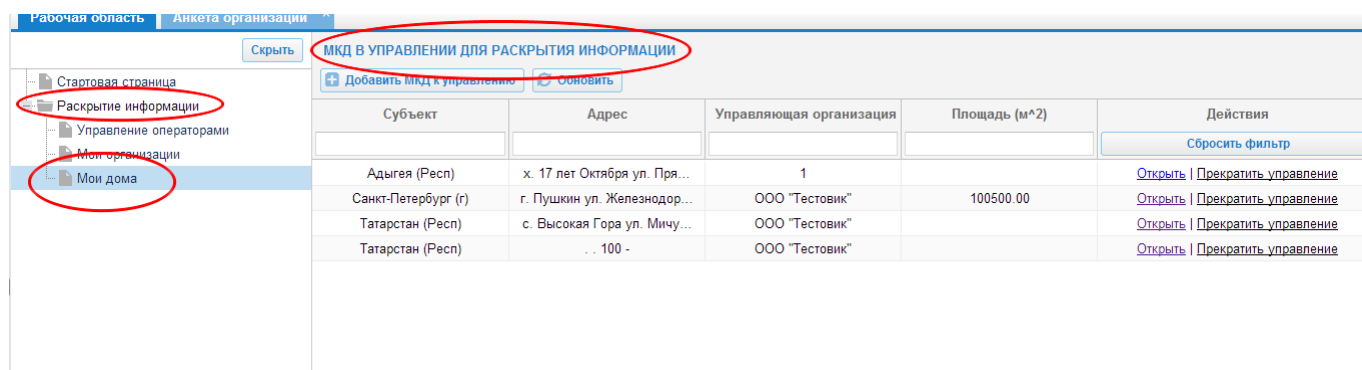 Рабочая область Анкета организации
Скрыть
МКД В УПРАВЛЕНИИ ДЛЯ РАСКРЫТИЯ ИНФОРМАЦИИ
Добавить МКД к управлению Обновить
Стартовая страница
Раскрытие информации
Управление операторами
Мои организации
Мои дома
Субъект Адрес Управляющая организация Площадь (м^2) Действия
Сбросить фильтр
Адыгея (Респ) х. 17 лет Октября ул. Пря... 1 Открыть | Прекратить управление
Санкт-Петербург (г) г. Пушкин ул. Железнодор... ООО "Тестовик" 100500.00 Открыть | Прекратить управление
Татарстан (Респ) с. Высокая Гора ул. Мичу... ООО "Тестовик" Открыть | Прекратить управление
Татарстан (Респ) . . 100 - ООО "Тестовик" Открыть | Прекратить управление